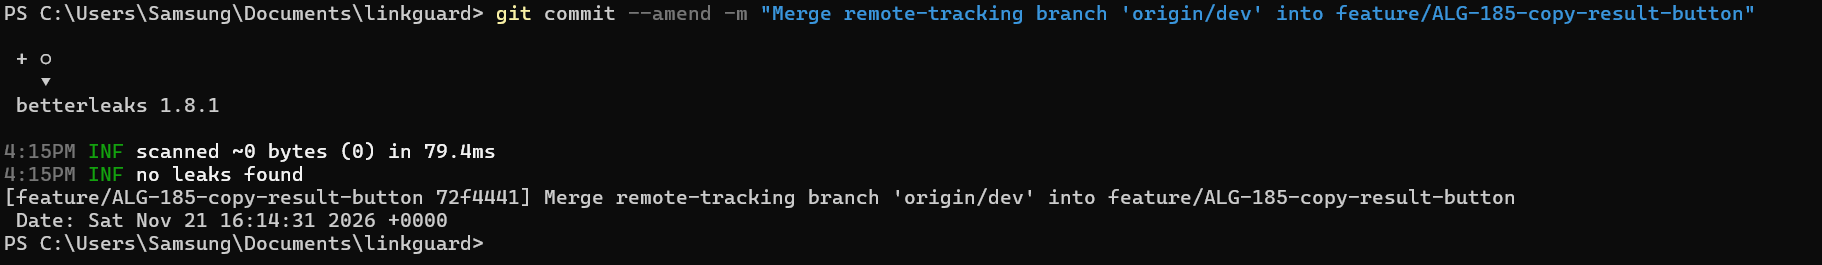 PS C:\Users\Samsung\Documents\linkguard> git commit --amend -m "Merge remote-tracking branch 'origin/dev' into feature/ALG-185-copy-result-button"
+ ○
▼
betterleaks 1.8.1
4:15PM INF scanned ~0 bytes (0) in 79.4ms
4:15PM INF no leaks found
[feature/ALG-185-copy-result-button 72f4441] Merge remote-tracking branch 'origin/dev' into feature/ALG-185-copy-result-button
Date: Sat Nov 21 16:14:31 2026 +0000
PS C:\Users\Samsung\Documents\linkguard>